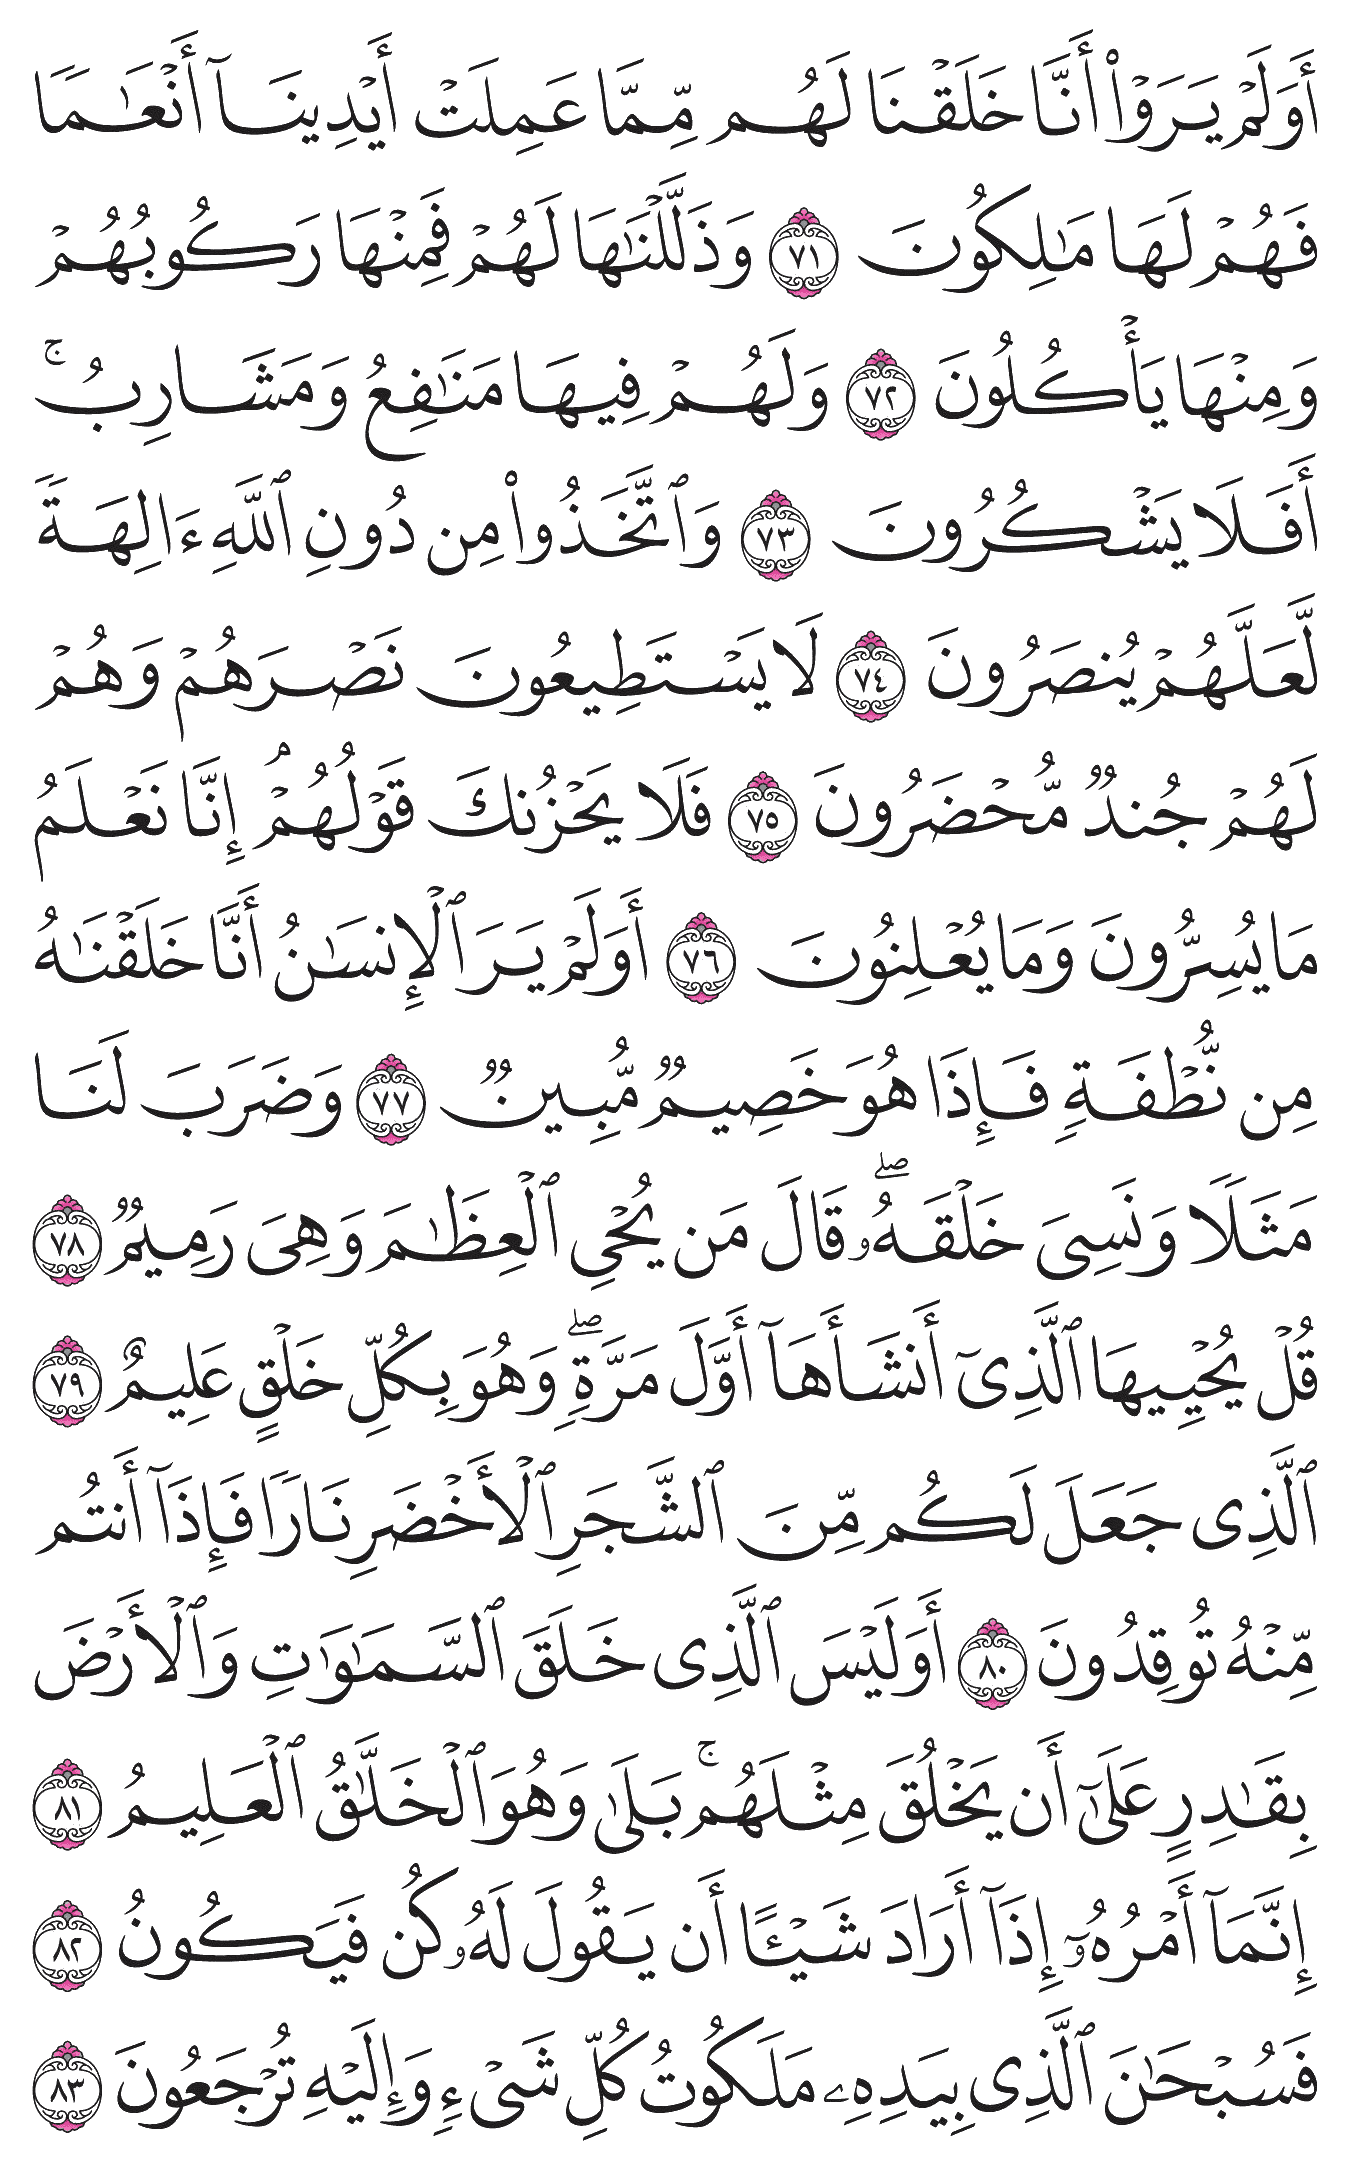 أَوَلَمْ يَرَوْا۟ أَنَّا خَلَقْنَا لَهُم مِّمَّا عَمِلَتْ أَيْدِينَآ أَنْعَٰمًا
فَهُمْ لَهَا مَٰلِكُونَ ٧١ وَذَلَّلْنَٰهَا لَهُمْ فَمِنْهَا رَكُوبُهُمْ
وَمِنْهَا يَأْكُلُونَ ٧٢ وَلَهُمْ فِيهَا مَنَٰفِعُ وَمَشَارِبُ ۚ
أَفَلَا يَشْكُرُونَ ٧٣ وَٱتَّخَذُوا۟ مِن دُونِ ٱللَّهِ ءَالِهَةً
لَّعَلَّهُمْ يُنصَرُونَ ٧٤ لَا يَسْتَطِيعُونَ نَصْرَهُمْ وَهُمْ
لَهُمْ جُندٌ مُّحْضَرُونَ ٧٥ فَلَا يَحْزُنكَ قَوْلُهُمْ ۘ إِنَّا نَعْلَمُ
مَا يُسِرُّونَ وَمَا يُعْلِنُونَ ٧٦ أَوَلَمْ يَرَ ٱلْإِنسَٰنُ أَنَّا خَلَقْنَٰهُ
مِن نُّطْفَةٍ فَإِذَا هُوَ خَصِيمٌ مُّبِينٌ ٧٧ وَضَرَبَ لَنَا
مَثَلًا وَنَسِىَ خَلْقَهُۥ ۖ قَالَ مَن يُحْىِ ٱلْعِظَٰمَ وَهِىَ رَمِيمٌ ٧٨
قُلْ يُحْيِيهَا ٱلَّذِىٓ أَنشَأَهَآ أَوَّلَ مَرَّةٍ ۖ وَهُوَ بِكُلِّ خَلْقٍ عَلِيمٌ ٧٩
ٱلَّذِى جَعَلَ لَكُم مِّنَ ٱلشَّجَرِ ٱلْأَخْضَرِ نَارًا فَإِذَآ أَنتُم
مِّنْهُ تُوقِدُونَ ٨٠ أَوَلَيْسَ ٱلَّذِى خَلَقَ ٱلسَّمَٰوَٰتِ وَٱلْأَرْضَ
بِقَٰدِرٍ عَلَىٰٓ أَن يَخْلُقَ مِثْلَهُم ۚ بَلَىٰ وَهُوَ ٱلْخَلَّٰقُ ٱلْعَلِيمُ ٨١
إِنَّمَآ أَمْرُهُۥٓ إِذَآ أَرَادَ شَيْـًٔا أَن يَقُولَ لَهُۥ كُن فَيَكُونُ ٨٢
فَسُبْحَٰنَ ٱلَّذِى بِيَدِهِۦ مَلَكُوتُ كُلِّ شَىْءٍ وَإِلَيْهِ تُرْجَعُونَ ٨٣